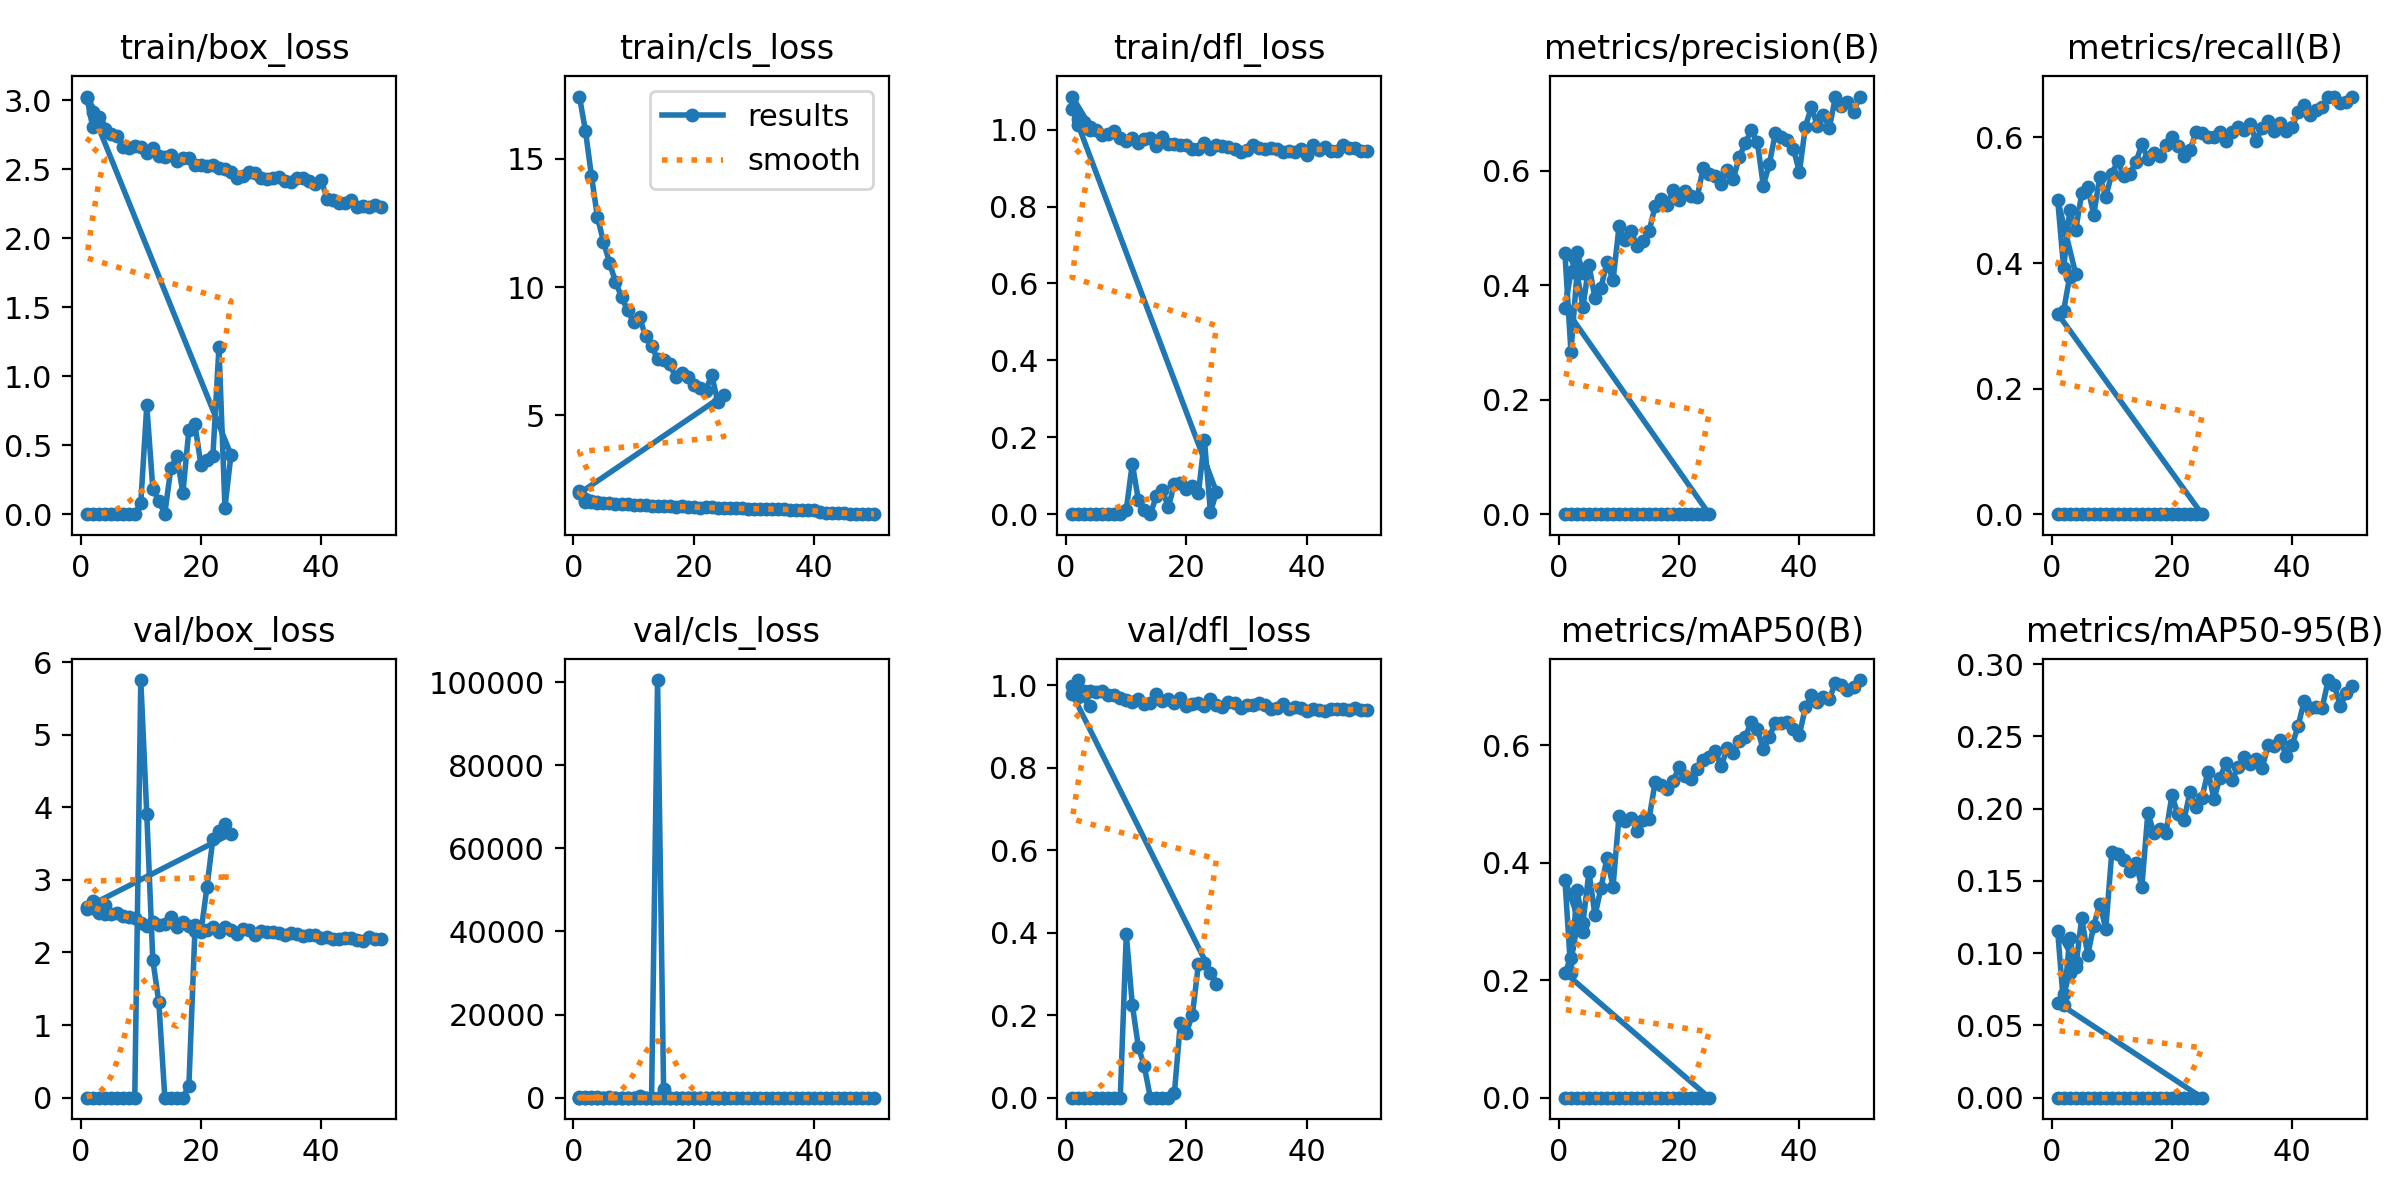 train/box_loss
3.0
2.5
2.0
1.5
1.0
0.5
0.0
0 20 40
train/cls_loss
results
smooth
15
10
5
0 20 40
train/dfl_loss
1.0
0.8
0.6
0.4
0.2
0.0
0 20 40
metrics/precision(B)
0.6
0.4
0.2
0.0
0 20 40
metrics/recall(B)
0.6
0.4
0.2
0.0
0 20 40
val/box_loss
6
5
4
3
2
1
0
0 20 40
val/cls_loss
100000
80000
60000
40000
20000
0
0 20 40
val/dfl_loss
1.0
0.8
0.6
0.4
0.2
0.0
0 20 40
metrics/mAP50(B)
0.6
0.4
0.2
0.0
0 20 40
metrics/mAP50-95(B)
0.30
0.25
0.20
0.15
0.10
0.05
0.00
0 20 40